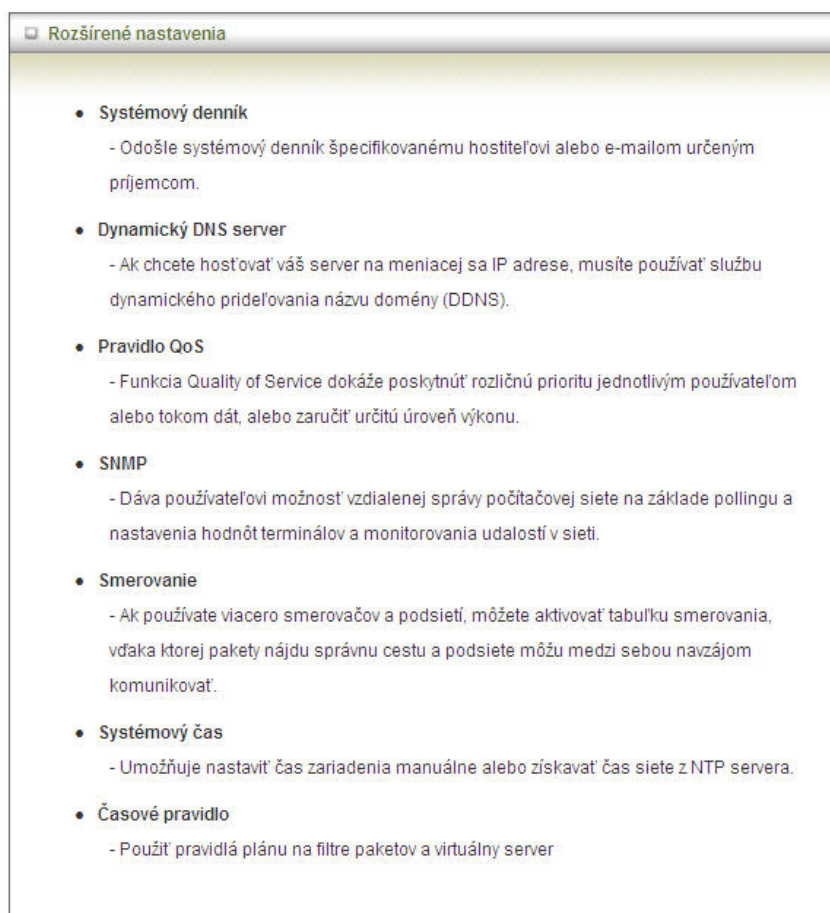 Rozšírené nastavenia
• Systémový denník
- Odošle systémový denník špecifikovanému hostiteľovi alebo e-mailom určeným
príjemcom.
• Dynamický DNS server
- Ak chcete hosťovať váš server na meniacej sa IP adrese, musíte používať službu
dynamického prideľovania názvu domény (DDNS).
• Pravidlo QoS
- Funkcia Quality of Service dokáže poskytnúť rozličnú prioritu jednotlivým používateľom
alebo tokom dát, alebo zaručiť určitú úroveň výkonu.
• SNMP
- Dáva používateľovi možnosť vzdialenej správy počítačovej siete na základe pollingu a
nastavenia hodnôt terminálov a monitorovania udalostí v sieti.
• Smerovanie
- Ak používate viacero smerovačov a podsietí, môžete aktivovať tabuľku smerovania,
vďaka ktorej pakety nájdu správnu cestu a podsiete môžu medzi sebou navzájom
komunikovať.
• Systémový čas
- Umožňuje nastaviť čas zariadenia manuálne alebo získavať čas siete z NTP servera.
• Časové pravidlo
- Použiť pravidlá plánu na filtre paketov a virtuálny server